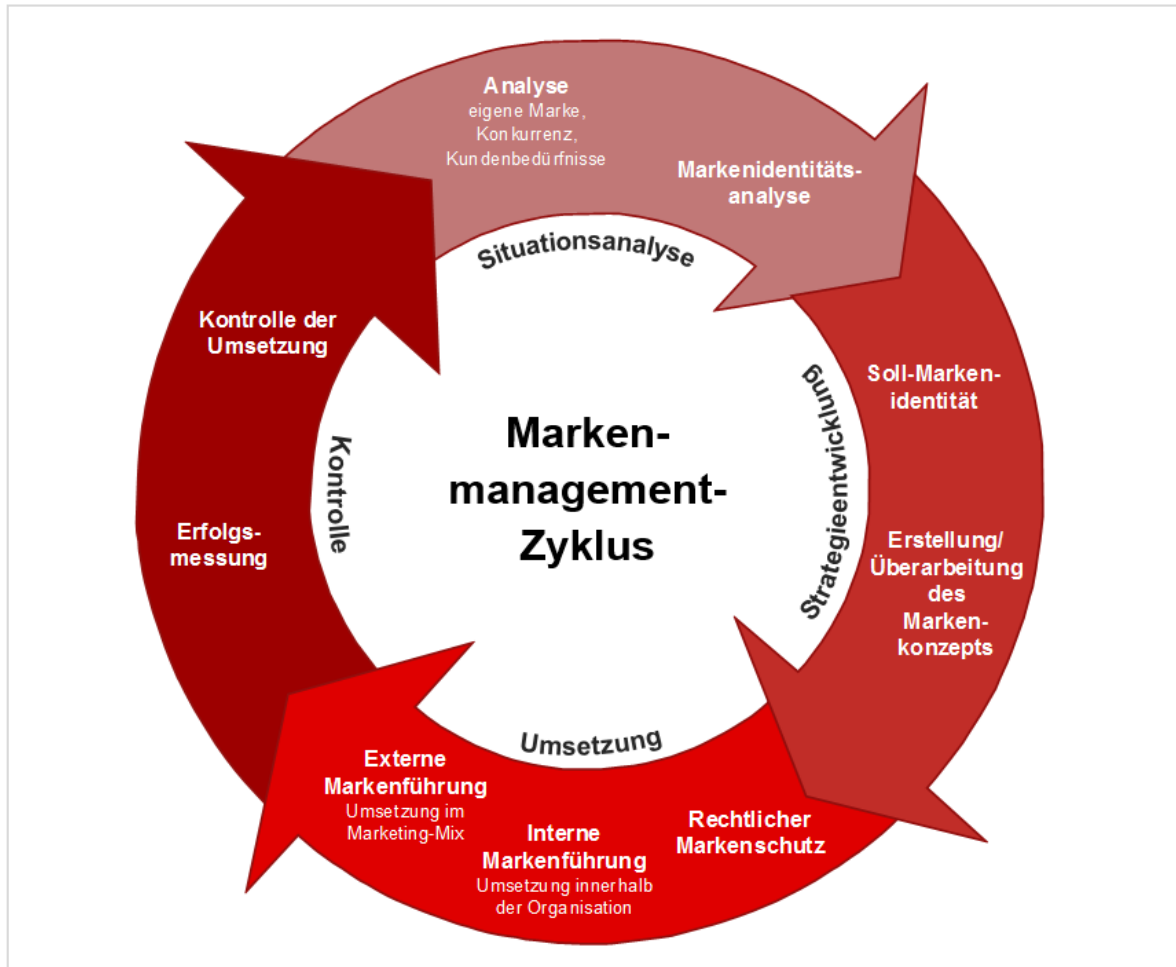 Analyse
eigene Marke,
Konkurrenz,
Kundenbedürfnisse
Markenidentitäts-
analyse
Situationsanalyse
Soll-Marken-
identität
Erstellung/
Überarbeitung
des
Marken-
konzepts
Strategieentwicklung
Rechtlicher
Markenschutz
Interne
Markenführung
Umsetzung innerhalb
der Organisation
Externe
Markenführung
Umsetzung im
Marketing-Mix
Umsetzung
Erfolgs-
messung
Kontrolle der
Umsetzung
Kontrolle
Marken-
management-
Zyklus